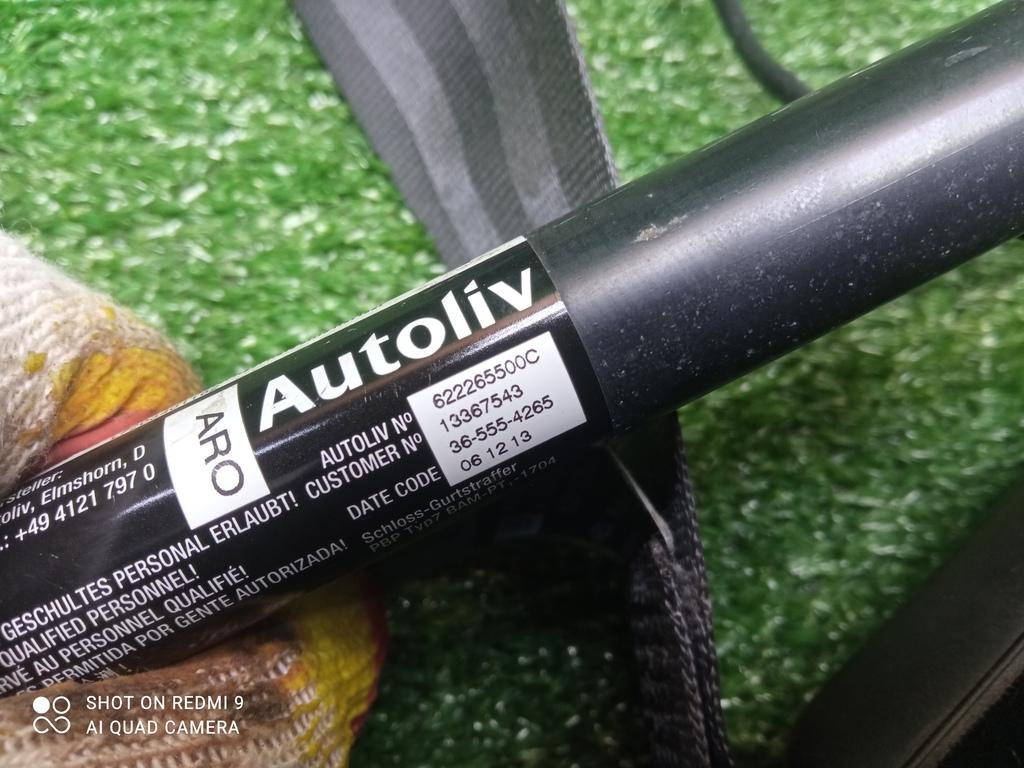 Autoliv
ARO
AUTOLIV Nº 622265500C
CUSTOMER Nº 13367543
36-555-4265
DATE CODE 06 12 13
Schloss-Gurtstraffer
Elmshorn, D
+49 4121 797 0
GESCHULTES PERSONAL ERLAUBT!
QUALIFIED PERSONNEL!
AU PERSONNEL QUALIFIÉ!
PERMITIDA POR GENTE AUTORIZADA!
SHOT ON REDMI 9
AI QUAD CAMERA